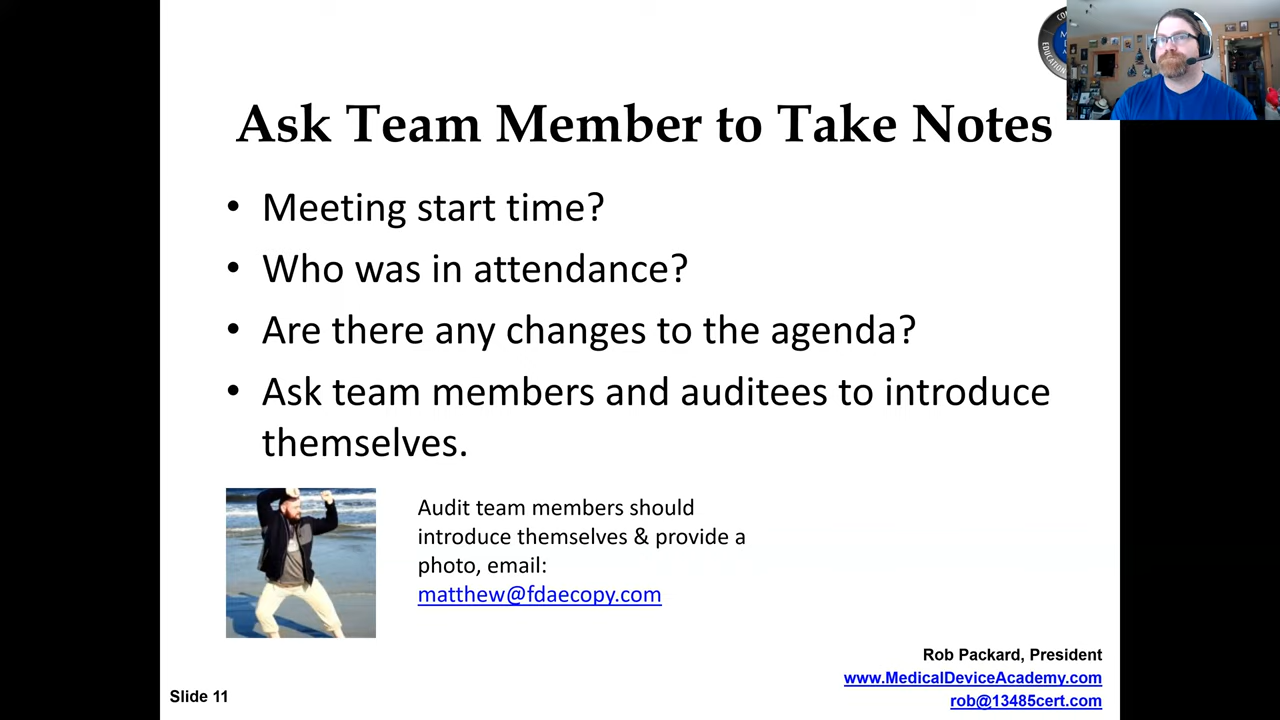 Ask Team Member to Take Notes
• Meeting start time?
• Who was in attendance?
• Are there any changes to the agenda?
• Ask team members and auditees to introduce
themselves.
Audit team members should
introduce themselves & provide a
photo, email:
matthew@fdaecopy.com
Rob Packard, President
www.MedicalDeviceAcademy.com
rob@13485cert.com
Slide 11